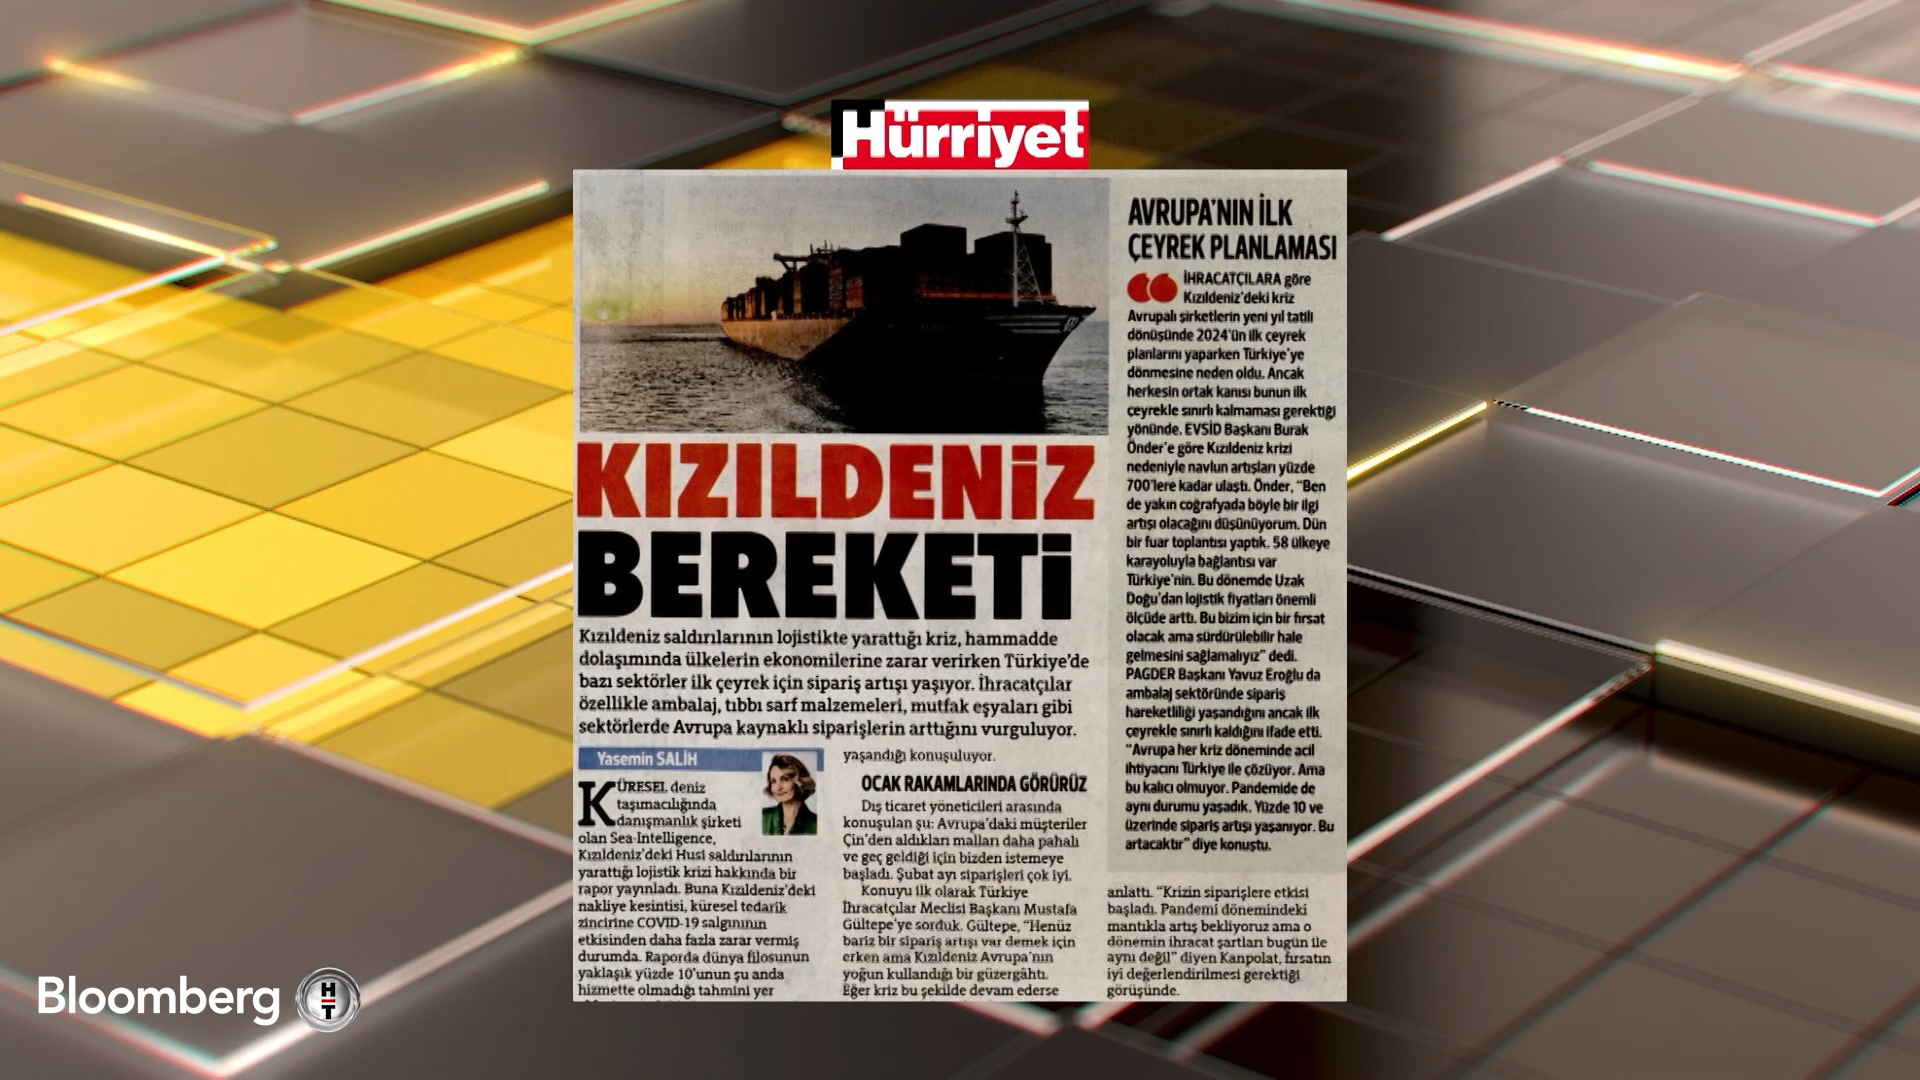 Hürriyet
KIZILDENİZ
BEREKETİ
Kızıldeniz saldırılarının lojistikte yarattığı kriz, hammadde
dolaşımında ülkelerin ekonomilerine zarar verirken Türkiye'de
bazı sektörler ilk çeyrek için sipariş artışı yaşıyor. İhracatçılar
özellikle ambalaj, tıbbı sarf malzemeleri, mutfak eşyaları gibi
sektörlerde Avrupa kaynaklı siparişlerin arttığını vurguluyor.
Yasemin SALİH
KÜRESEL deniz
taşımacılığında
danışmanlık şirketi
olan Sea-Intelligence,
Kızıldeniz'deki Husi saldırılarının
yarattığı lojistik krizi hakkında bir
rapor yayınladı. Buna Kızıldeniz'deki
nakliye kesintisi, küresel tedarik
zincirine COVID-19 salgınının
etkisinden daha fazla zarar vermiş
durumda. Raporda dünya filosunun
yaklaşık yüzde 10'unun şu anda
hizmette olmadığı tahmini yer
yaşandığı konuşuluyor.
OCAK RAKAMLARINDA GÖRÜRÜZ
Dış ticaret yöneticileri arasında
konuşulan şu: Avrupa'daki müşteriler
Çin'den aldıkları malları daha pahalı
ve geç geldiği için bizden istemeye
başladı. Şubat ayı siparişleri çok iyi.
Konuyu ilk olarak Türkiye
İhracatçılar Meclisi Başkanı Mustafa
Gültepe'ye sorduk. Gültepe, "Henüz
bariz bir sipariş artışı var demek için
erken ama Kızıldeniz Avrupa'nın
yoğun kullandığı bir güzergâhtı.
Eğer kriz bu şekilde devam ederse
anlattı. "Krizin siparişlere etkisi
başladı. Pandemi dönemindeki
mantıkla artış bekliyoruz ama o
dönemin ihracat şartları bugün ile
aynı değil" diyen Kanpolat, fırsatın
iyi değerlendirilmesi gerektiği
görüşünde.
AVRUPA'NIN İLK
ÇEYREK PLANLAMASI
İHRACATÇILARA göre
Kızıldeniz'deki kriz
Avrupalı şirketlerin yeni yıl tatili
dönüşünde 2024'ün ilk çeyrek
planlarını yaparken Türkiye'ye
dönmesine neden oldu. Ancak
herkesin ortak kanısı bunun ilk
çeyrekle sınırlı kalmaması gerektiği
yönünde. EVSİD Başkanı Burak
Önder'e göre Kızıldeniz krizi
nedeniyle navlun artışları yüzde
700'lere kadar ulaştı. Önder, "Ben
de yakın coğrafyada böyle bir ilgi
artışı olacağını düşünüyorum. Dün
bir fuar toplantısı yaptık. 58 ülkeye
karayoluyla bağlantısı var
Türkiye'nin. Bu dönemde Uzak
Doğu'dan lojistik fiyatları önemli
ölçüde arttı. Bu bizim için bir fırsat
olacak ama sürdürülebilir hale
gelmesini sağlamalıyız" dedi.
PAGDER Başkanı Yavuz Eroğlu da
ambalaj sektöründe sipariş
hareketliliği yaşandığını ancak ilk
çeyrekle sınırlı kaldığını ifade etti.
"Avrupa her kriz döneminde acil
ihtiyacını Türkiye ile çözüyor. Ama
bu kalıcı olmuyor. Pandemide de
aynı durumu yaşadık. Yüzde 10 ve
üzerinde sipariş artışı yaşanıyor. Bu
artacaktır" diye konuştu.
Bloomberg HT